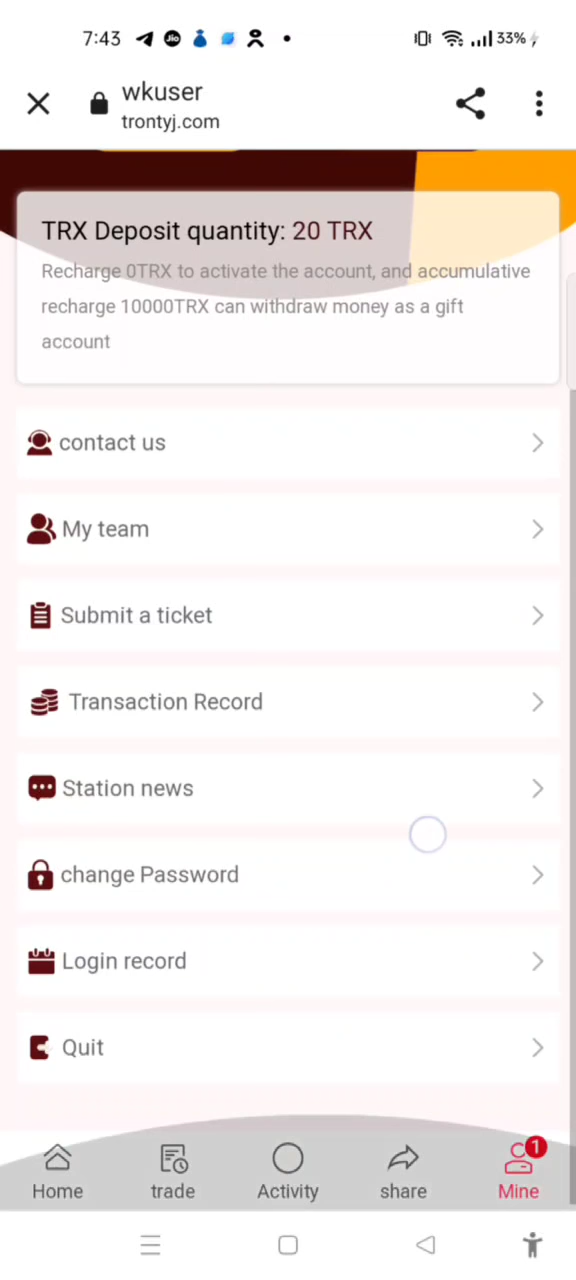 7:43
Jio
33%
wkuser
trontyj.com
TRX Deposit quantity: 20 TRX
Recharge 0TRX to activate the account, and accumulative
recharge 10000TRX can withdraw money as a gift
account
contact us
My team
Submit a ticket
Transaction Record
Station news
change Password
Login record
Quit
1
Home
trade
Activity
share
Mine